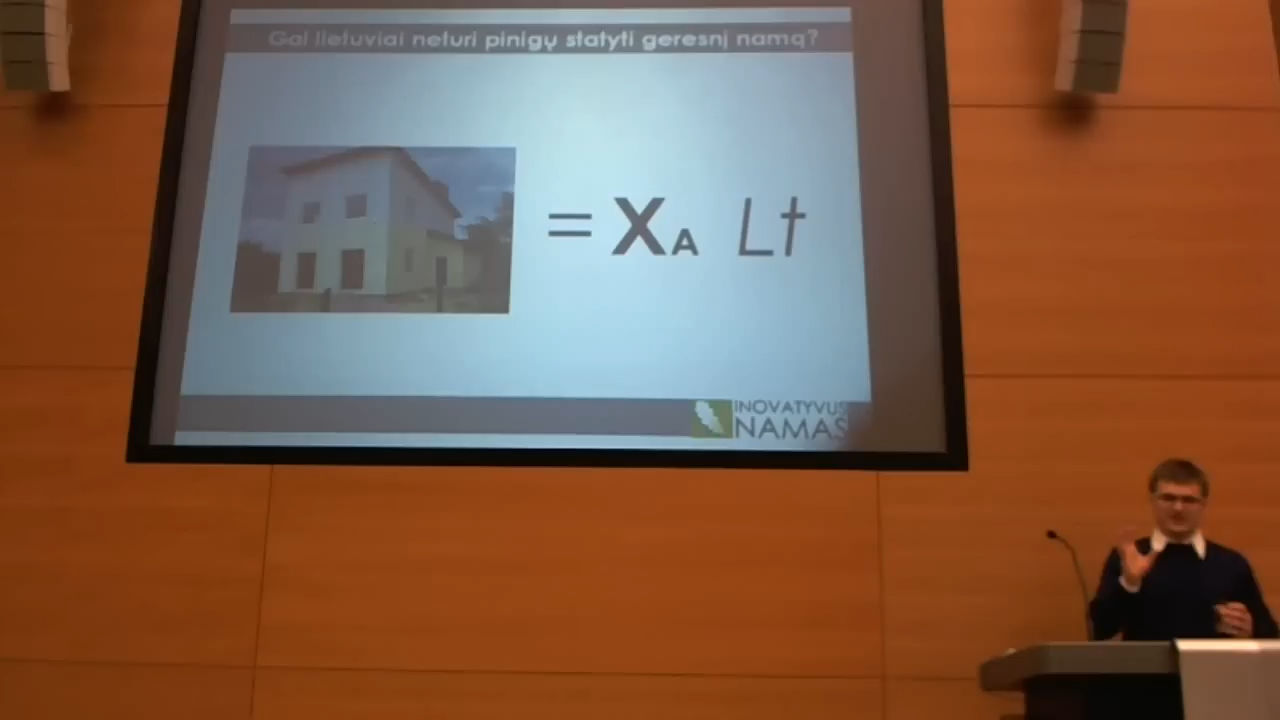 Gal lietuviai neturi pinigų statyti geresnį namą?
= XA Lt
INOVATYVUS
NAMAS